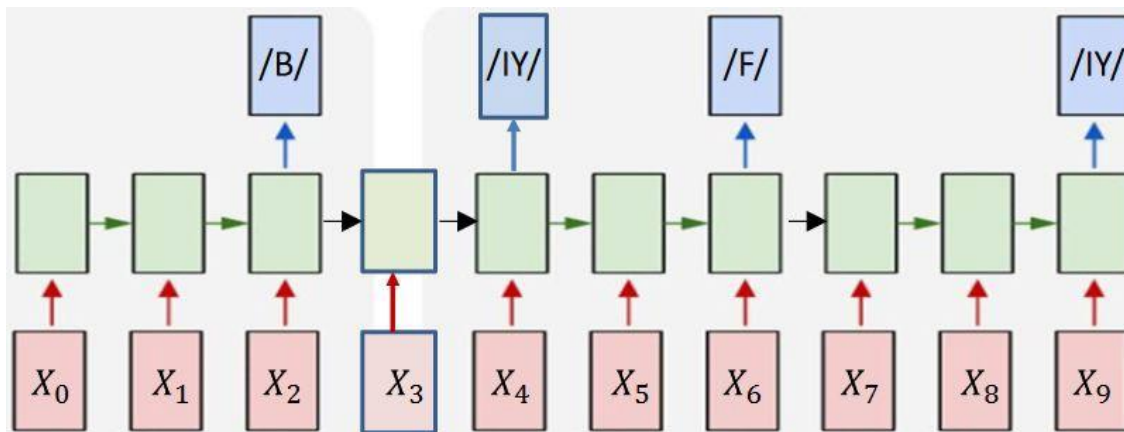 /B/ /IY/ /F/ /IY/
X₀ X₁ X₂ X₃ X₄ X₅ X₆ X₇ X₈ X₉